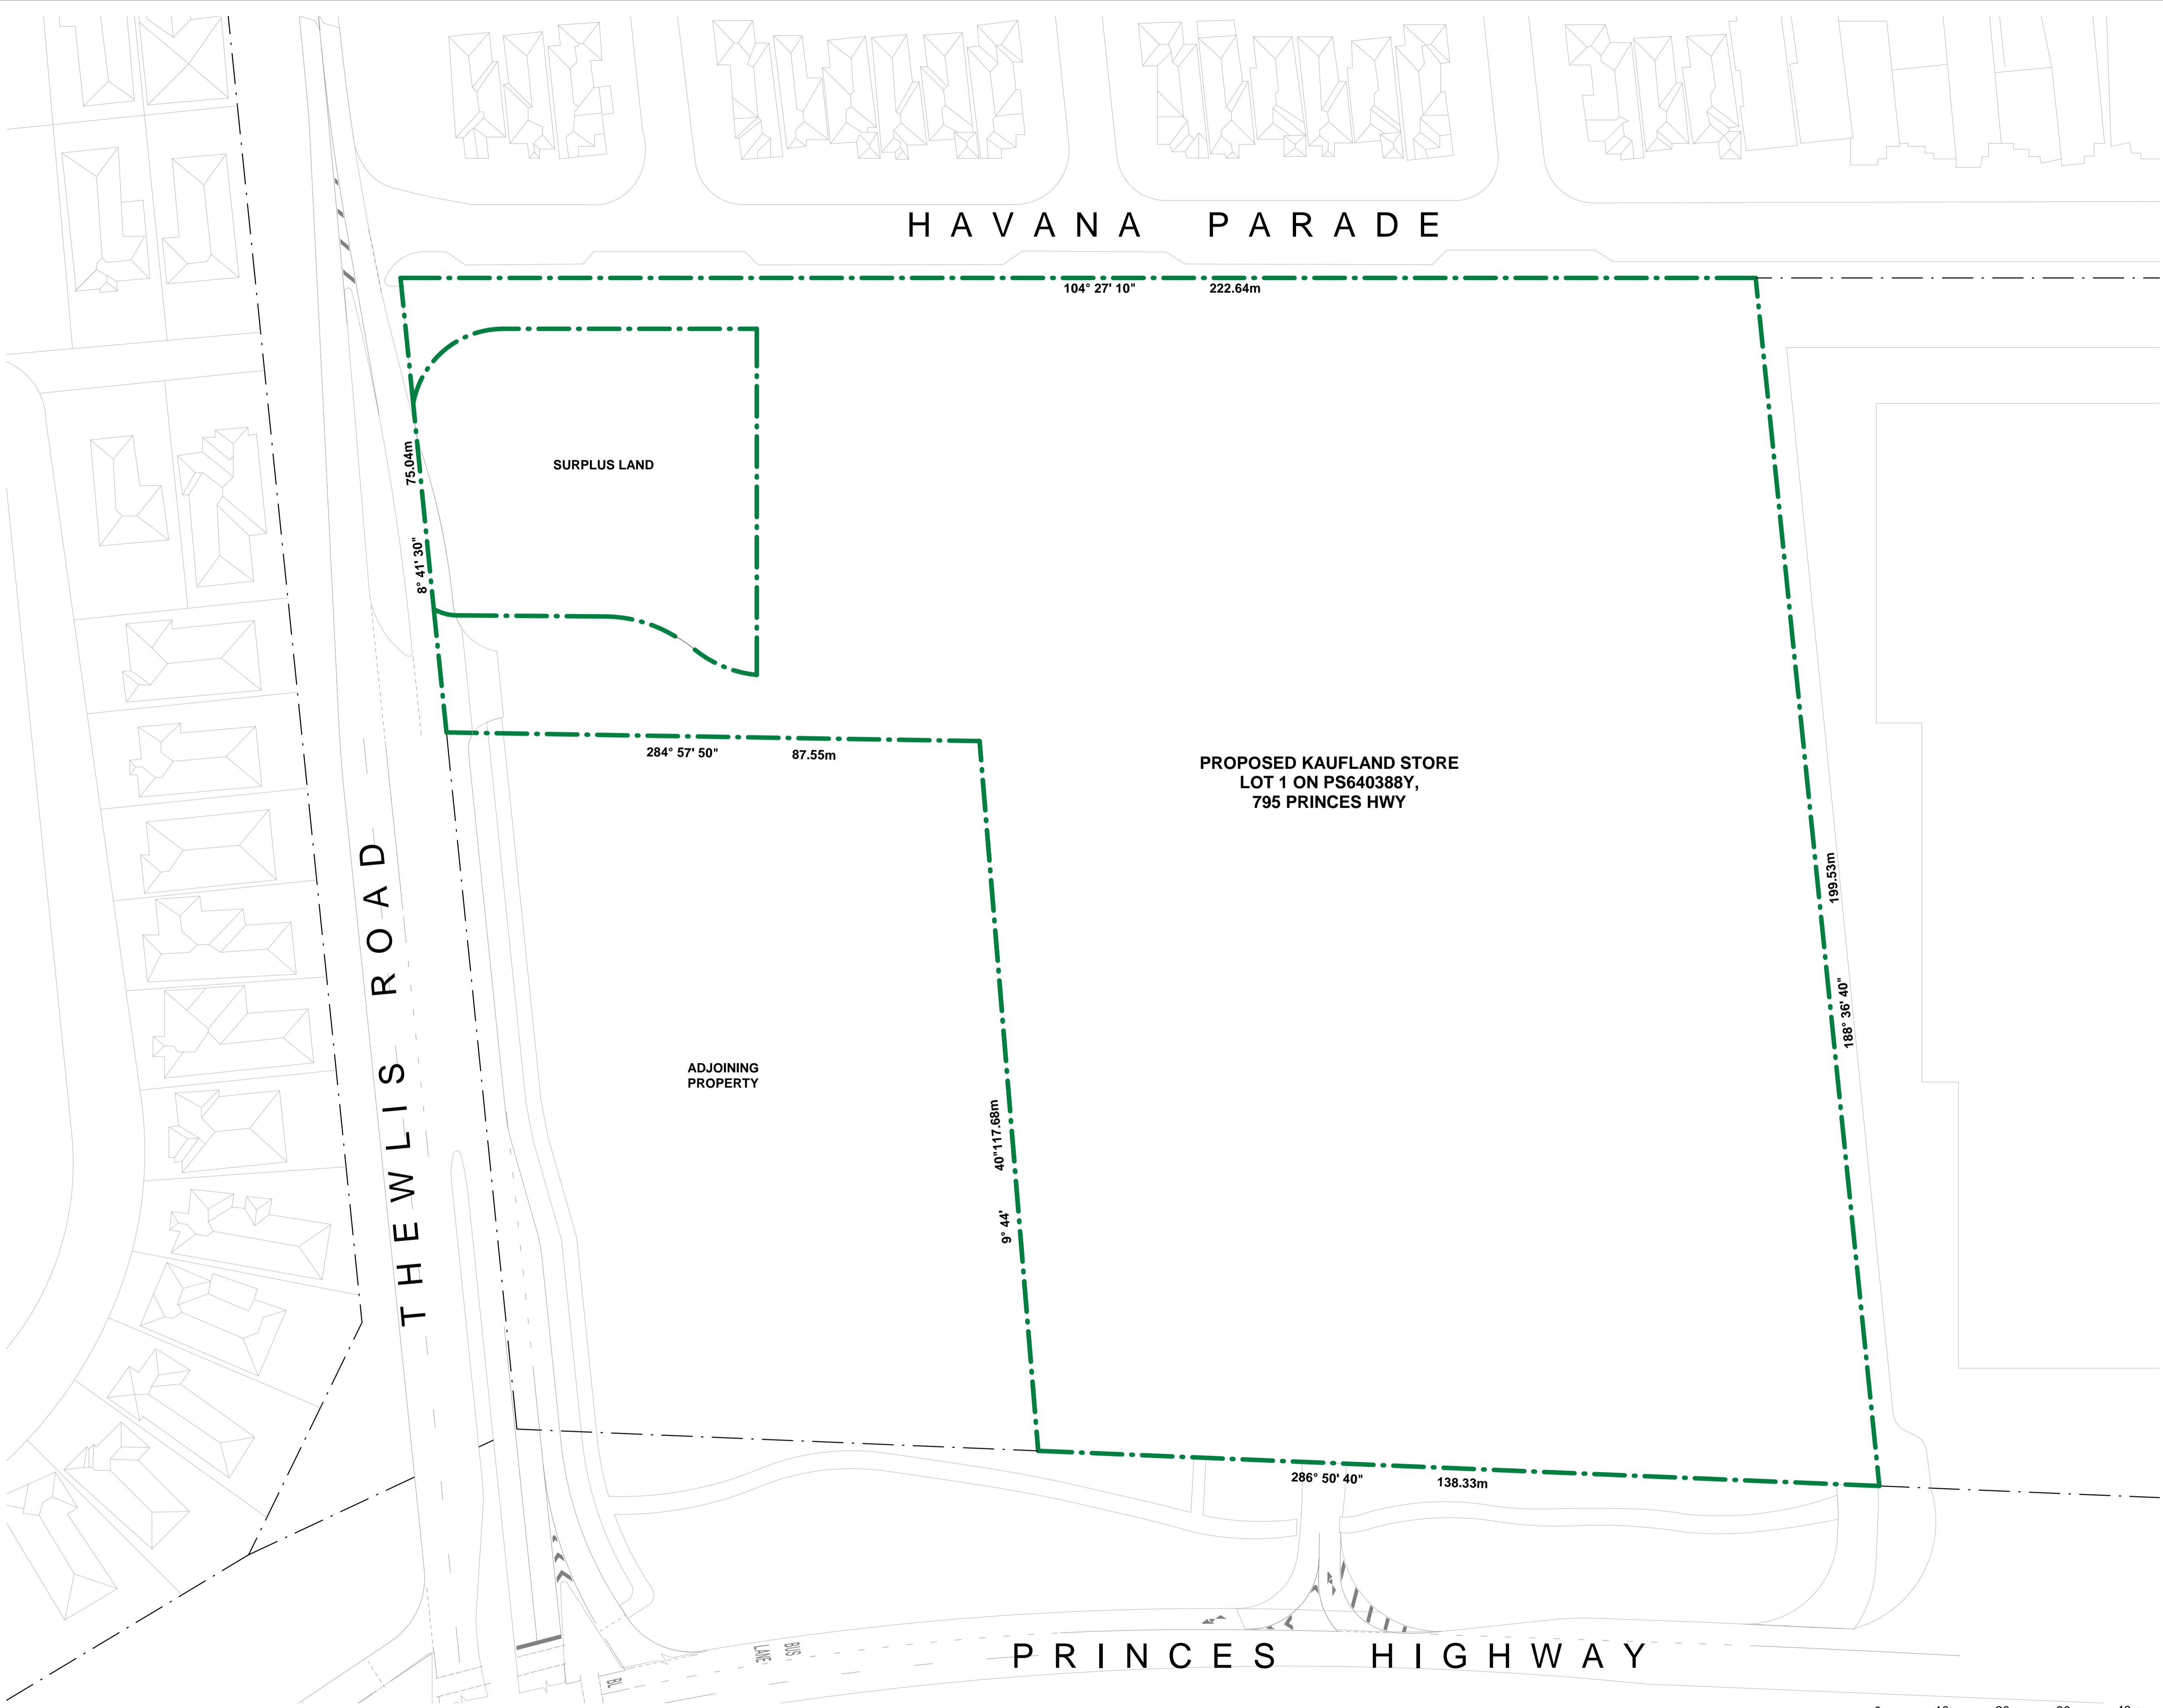 HAVANA PARADE
104° 27' 10" 222.64m
SURPLUS LAND
75.04m
8° 41' 30"
284° 57' 50" 87.55m
PROPOSED KAUFLAND STORE
LOT 1 ON PS640388Y,
795 PRINCES HWY
199.53m
188° 36' 40"
THEWLIS ROAD
ADJOINING
PROPERTY
40"117.68m
9° 44'
286° 50' 40" 138.33m
BUS
LANE
BL
PRINCES HIGHWAY